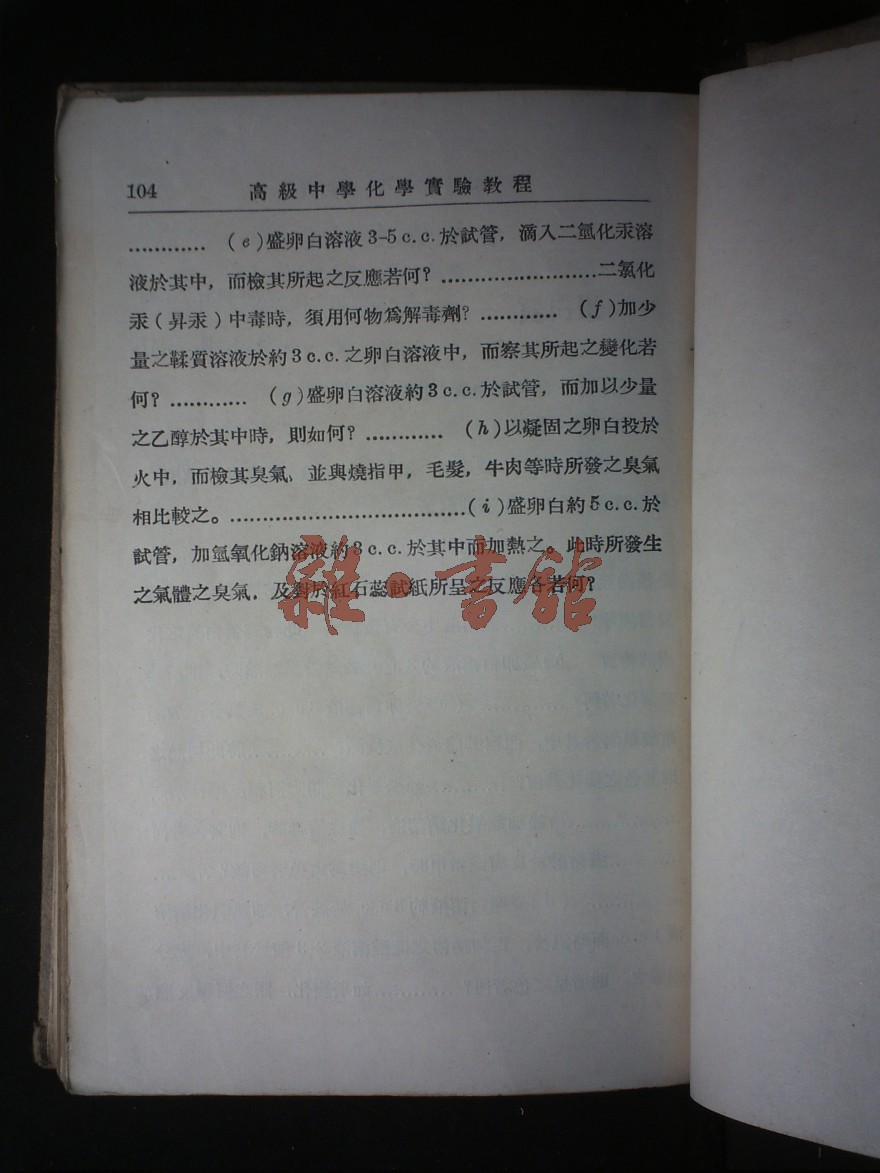 104 高級中學化學實驗教程
………… (e)盛卵白溶液3-5c.c.於試管，滴入二氫化汞溶
液於其中，而檢其所起之反應若何？……………………二氯化
汞(昇汞)中毒時，須用何物爲解毒劑？………… (f)加少
量之鞣質溶液於約3c.c.之卵白溶液中，而察其所起之變化若
何？………… (g)盛卵白溶液約3c.c.於試管，而加以少量
之乙醇於其中時，則如何？………… (h)以凝固之卵白投於
火中，而檢其臭氣、並與燒指甲，毛髮，牛肉等時所發之臭氣
相比較之。………………………………(i)盛卵白約5c.c.於
試管，加氫氧化鈉溶液約3c.c.於其中而加熱之。此時所發生
之氣體之臭氣，及對於紅石蕊試紙所呈之反應各若何？
雜·書館